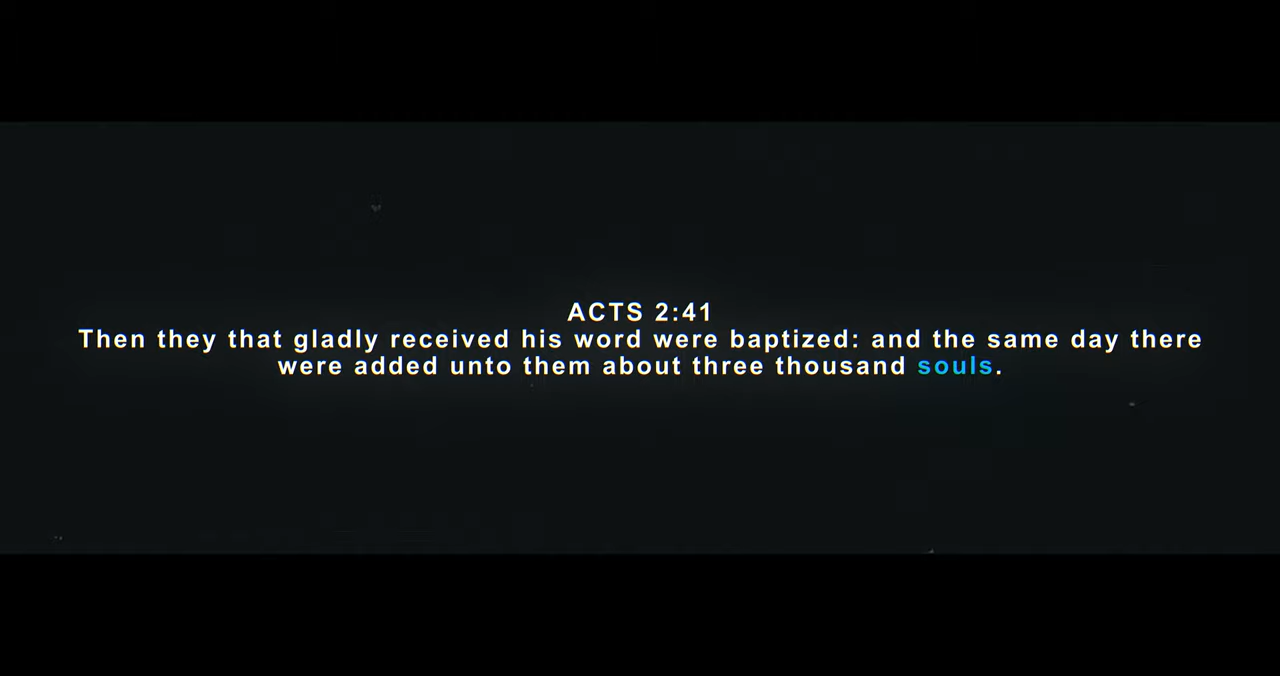 ACTS 2:41
Then they that gladly received his word were baptized: and the same day there
were added unto them about three thousand souls.